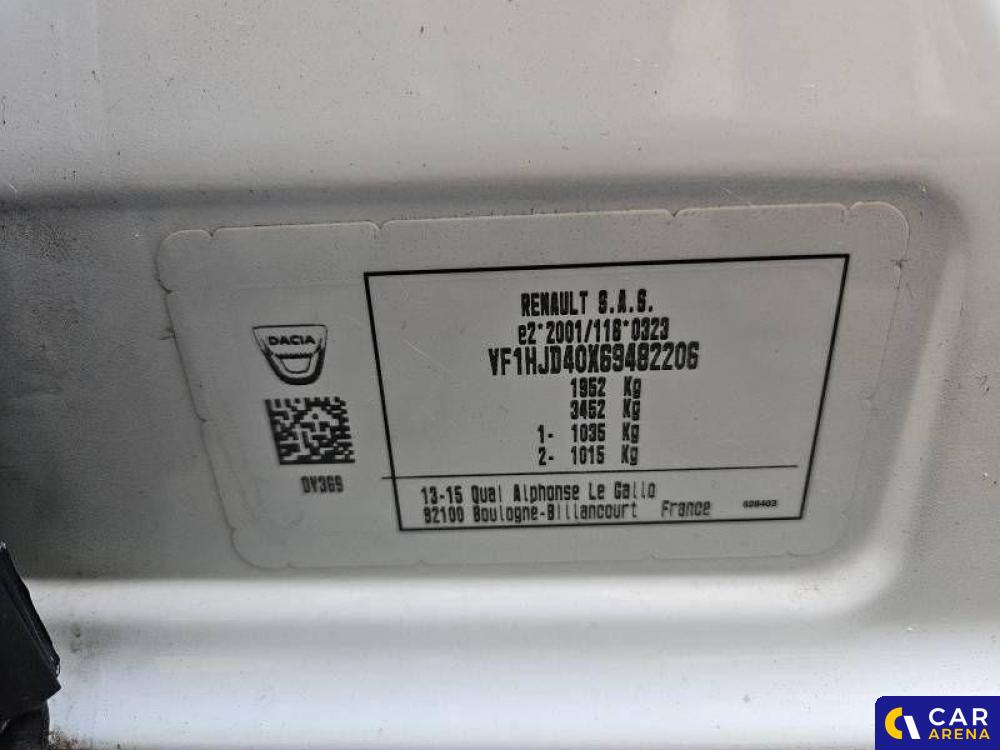 RENAULT S.A.S.
e2*2001/116*0323
VF1HJD40X69482206
1952 Kg
3452 Kg
1- 1035 Kg
2- 1015 Kg
13-15 Quai Alphonse Le Gallo
92100 Boulogne-Billancourt France
DACIA
DV369
CAR
ARENA